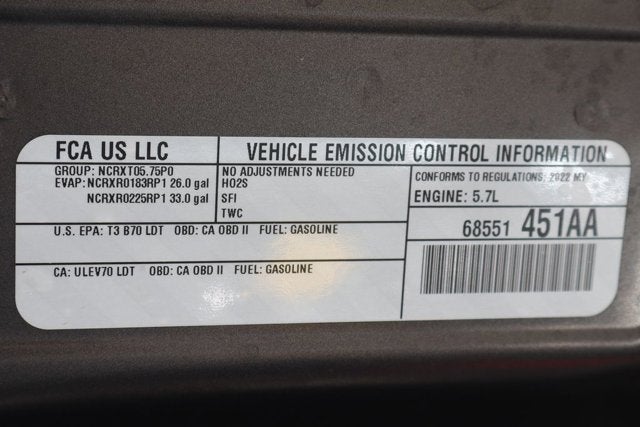 FCA US LLC
VEHICLE EMISSION CONTROL INFORMATION
GROUP: NCRXT05.75P0
EVAP: NCRXR0183RP1 26.0 gal
NCRXR0225RP1 33.0 gal
NO ADJUSTMENTS NEEDED
HO2S
SFI
TWC
CONFORMS TO REGULATIONS: 2022 MY
ENGINE: 5.7L
U.S. EPA: T3 B70 LDT OBD: CA OBD II FUEL: GASOLINE
68551 451AA
CA: ULEV70 LDT OBD: CA OBD II FUEL: GASOLINE